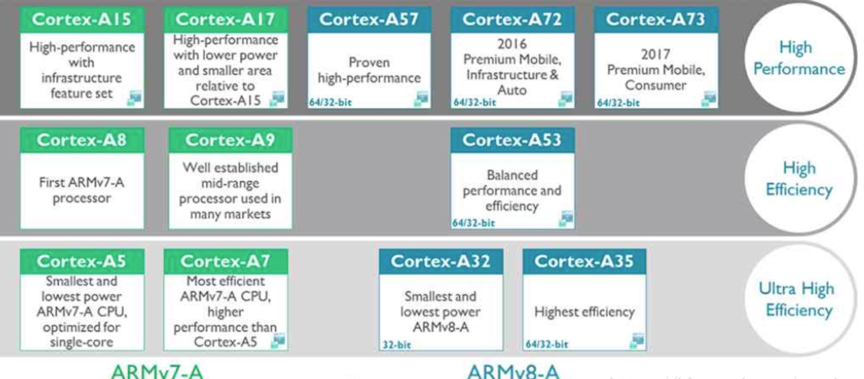 Cortex-A15
High-performance
with
infrastructure
feature set
Cortex-A17
High-performance
with lower power
and smaller area
relative to
Cortex-A15
Cortex-A57
Proven
high-performance
64/32-bit
Cortex-A72
2016
Premium Mobile,
Infrastructure &
Auto
64/32-bit
Cortex-A73
2017
Premium Mobile,
Consumer
64/32-bit
High
Performance
Cortex-A8
First ARMv7-A
processor
Cortex-A9
Well established
mid-range
processor used in
many markets
Cortex-A53
Balanced
performance and
efficiency
64/32-bit
High
Efficiency
Cortex-A5
Smallest and
lowest power
ARMv7-A CPU,
optimized for
single-core
Cortex-A7
Most efficient
ARMv7-A CPU,
higher
performance than
Cortex-A5
Cortex-A32
Smallest and
lowest power
ARMv8-A
32-bit
Cortex-A35
Highest efficiency
64/32-bit
Ultra High
Efficiency
ARMv7-A
ARMv8-A